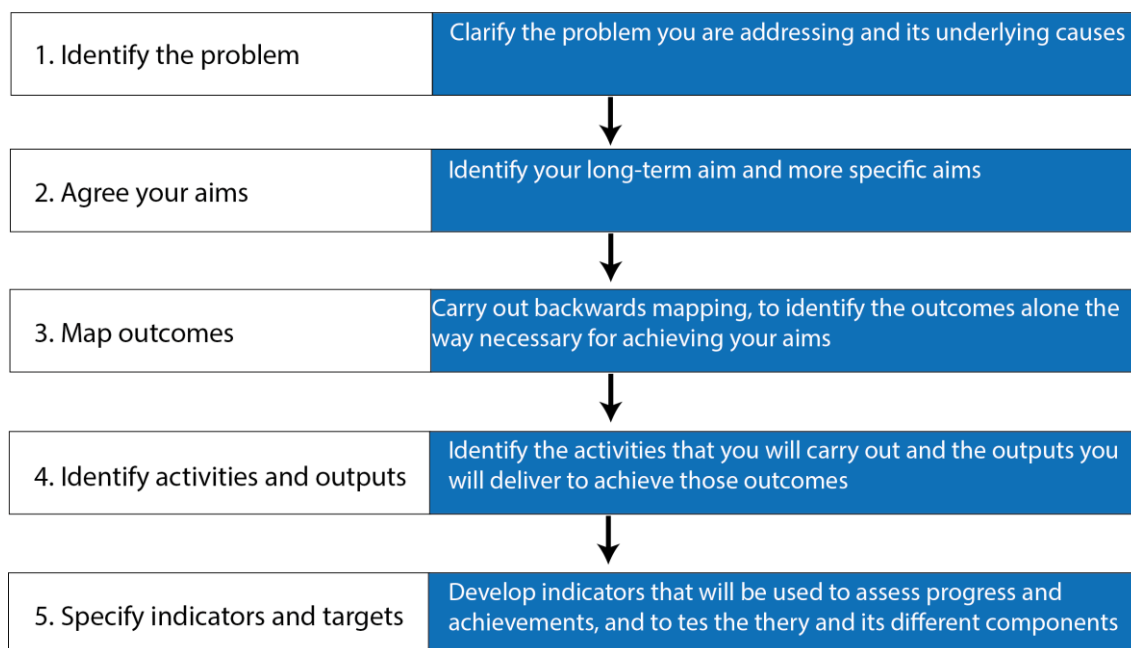 1. Identify the problem
Clarify the problem you are addressing and its underlying causes
2. Agree your aims
Identify your long-term aim and more specific aims
3. Map outcomes
Carry out backwards mapping, to identify the outcomes alone the
way necessary for achieving your aims
4. Identify activities and outputs
Identify the activities that you will carry out and the outputs you
will deliver to achieve those outcomes
5. Specify indicators and targets
Develop indicators that will be used to assess progress and
achievements, and to tes the thery and its different components